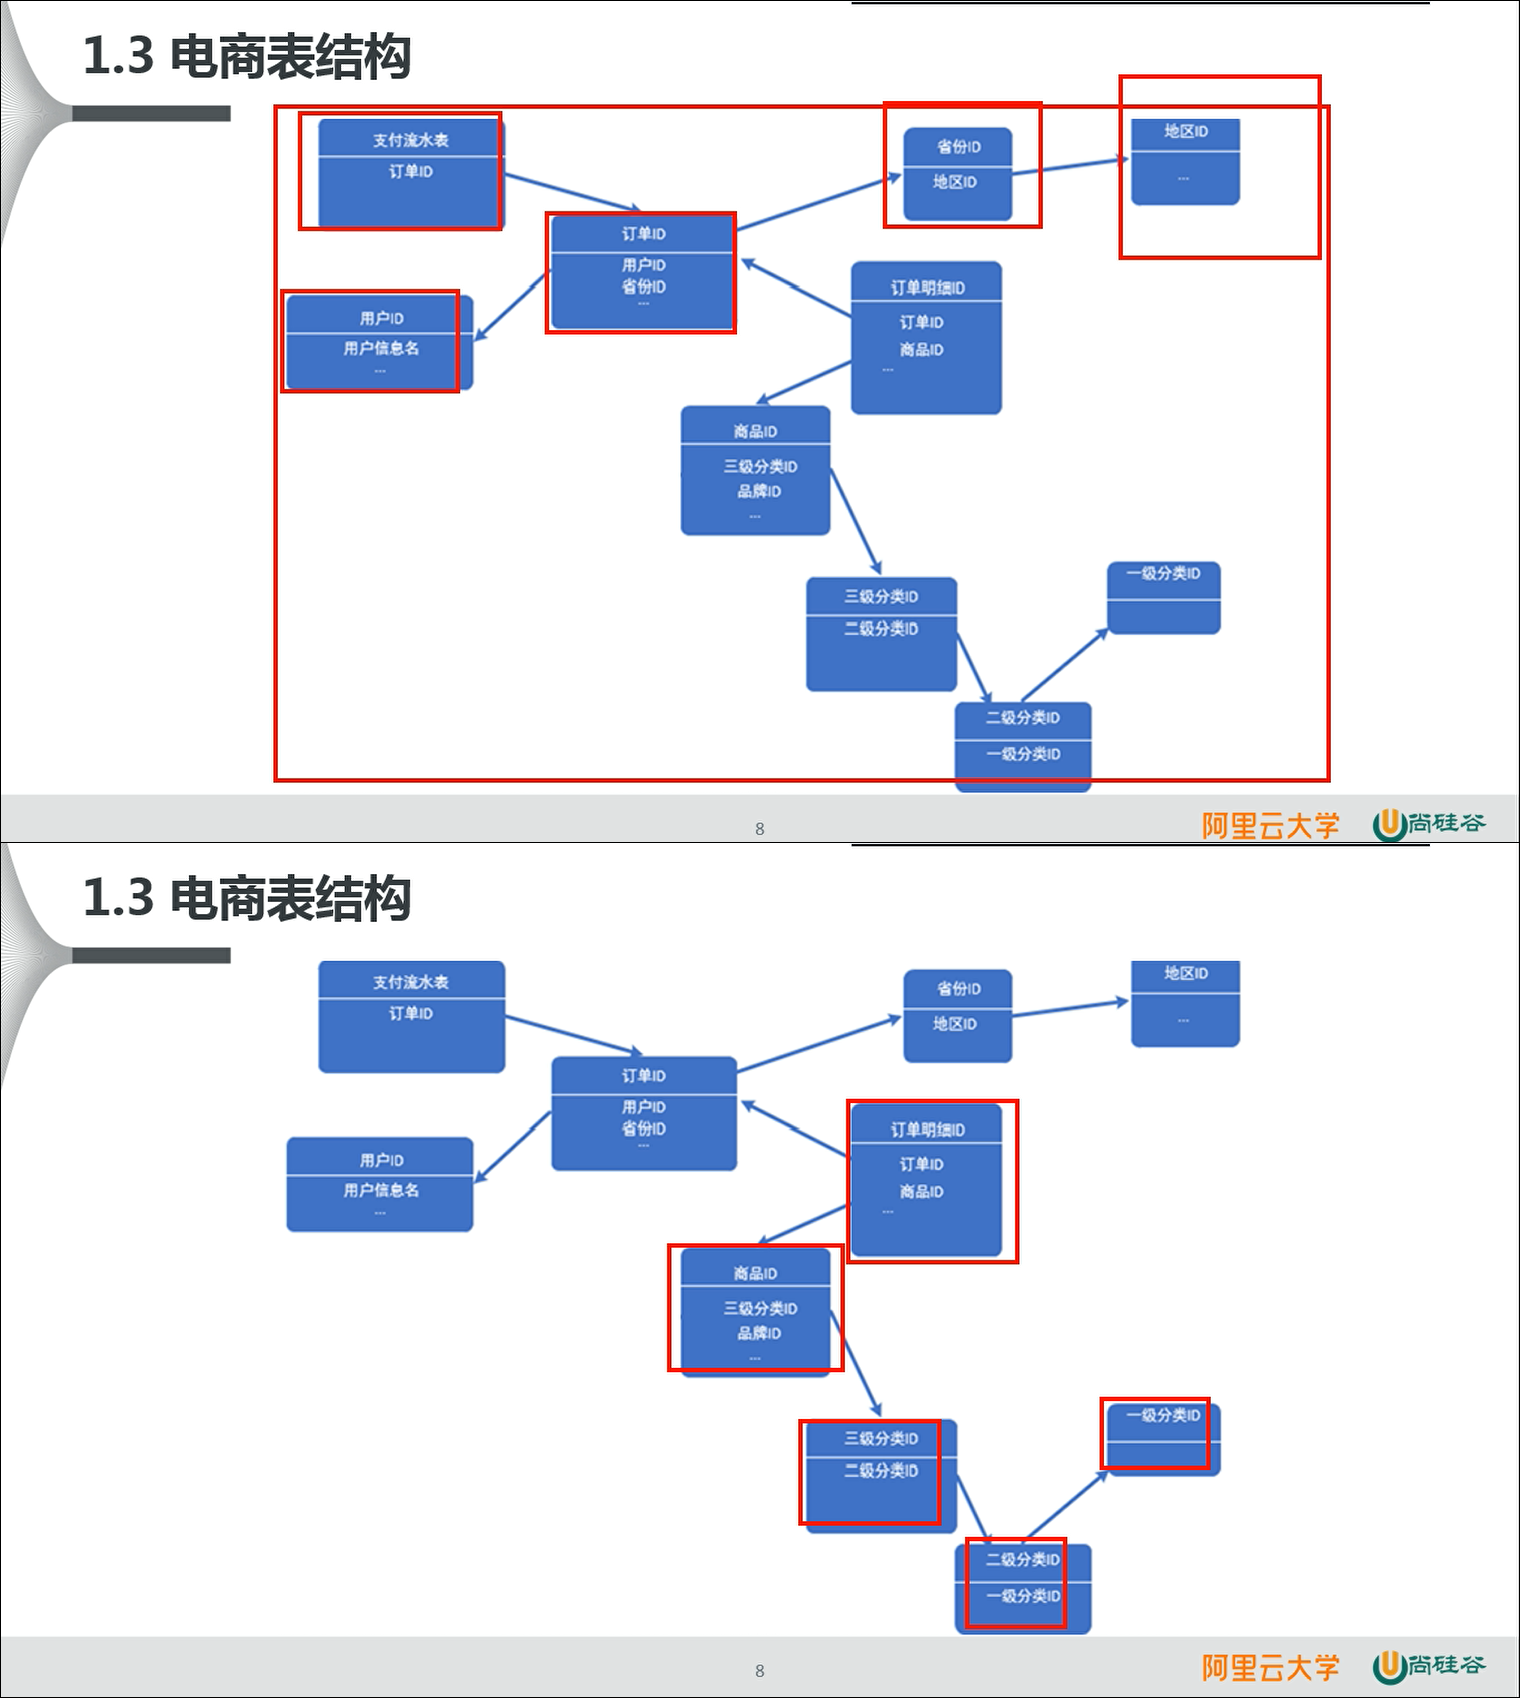 1.3 电商表结构
支付流水表
订单ID
省份ID
地区ID
地区ID
...
订单ID
用户ID
省份ID
...
用户ID
用户信息名
...
订单明细ID
订单ID
商品ID
...
商品ID
三级分类ID
品牌ID
...
三级分类ID
二级分类ID
一级分类ID
二级分类ID
一级分类ID
8
阿里云大学
尚硅谷
1.3 电商表结构
支付流水表
订单ID
省份ID
地区ID
地区ID
...
订单ID
用户ID
省份ID
...
用户ID
用户信息名
...
订单明细ID
订单ID
商品ID
...
商品ID
三级分类ID
品牌ID
...
三级分类ID
二级分类ID
一级分类ID
二级分类ID
一级分类ID
8
阿里云大学
尚硅谷